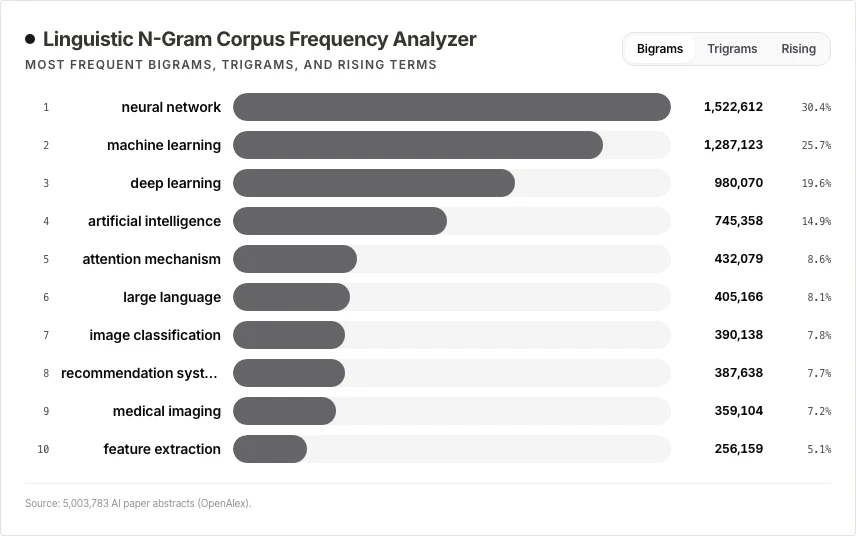 Linguistic N-Gram Corpus Frequency Analyzer
MOST FREQUENT BIGRAMS, TRIGRAMS, AND RISING TERMS
Bigrams Trigrams Rising
1 neural network 1,522,612 30.4%
2 machine learning 1,287,123 25.7%
3 deep learning 980,070 19.6%
4 artificial intelligence 745,358 14.9%
5 attention mechanism 432,079 8.6%
6 large language 405,166 8.1%
7 image classification 390,138 7.8%
8 recommendation syst... 387,638 7.7%
9 medical imaging 359,104 7.2%
10 feature extraction 256,159 5.1%
Source: 5,003,783 AI paper abstracts (OpenAlex).